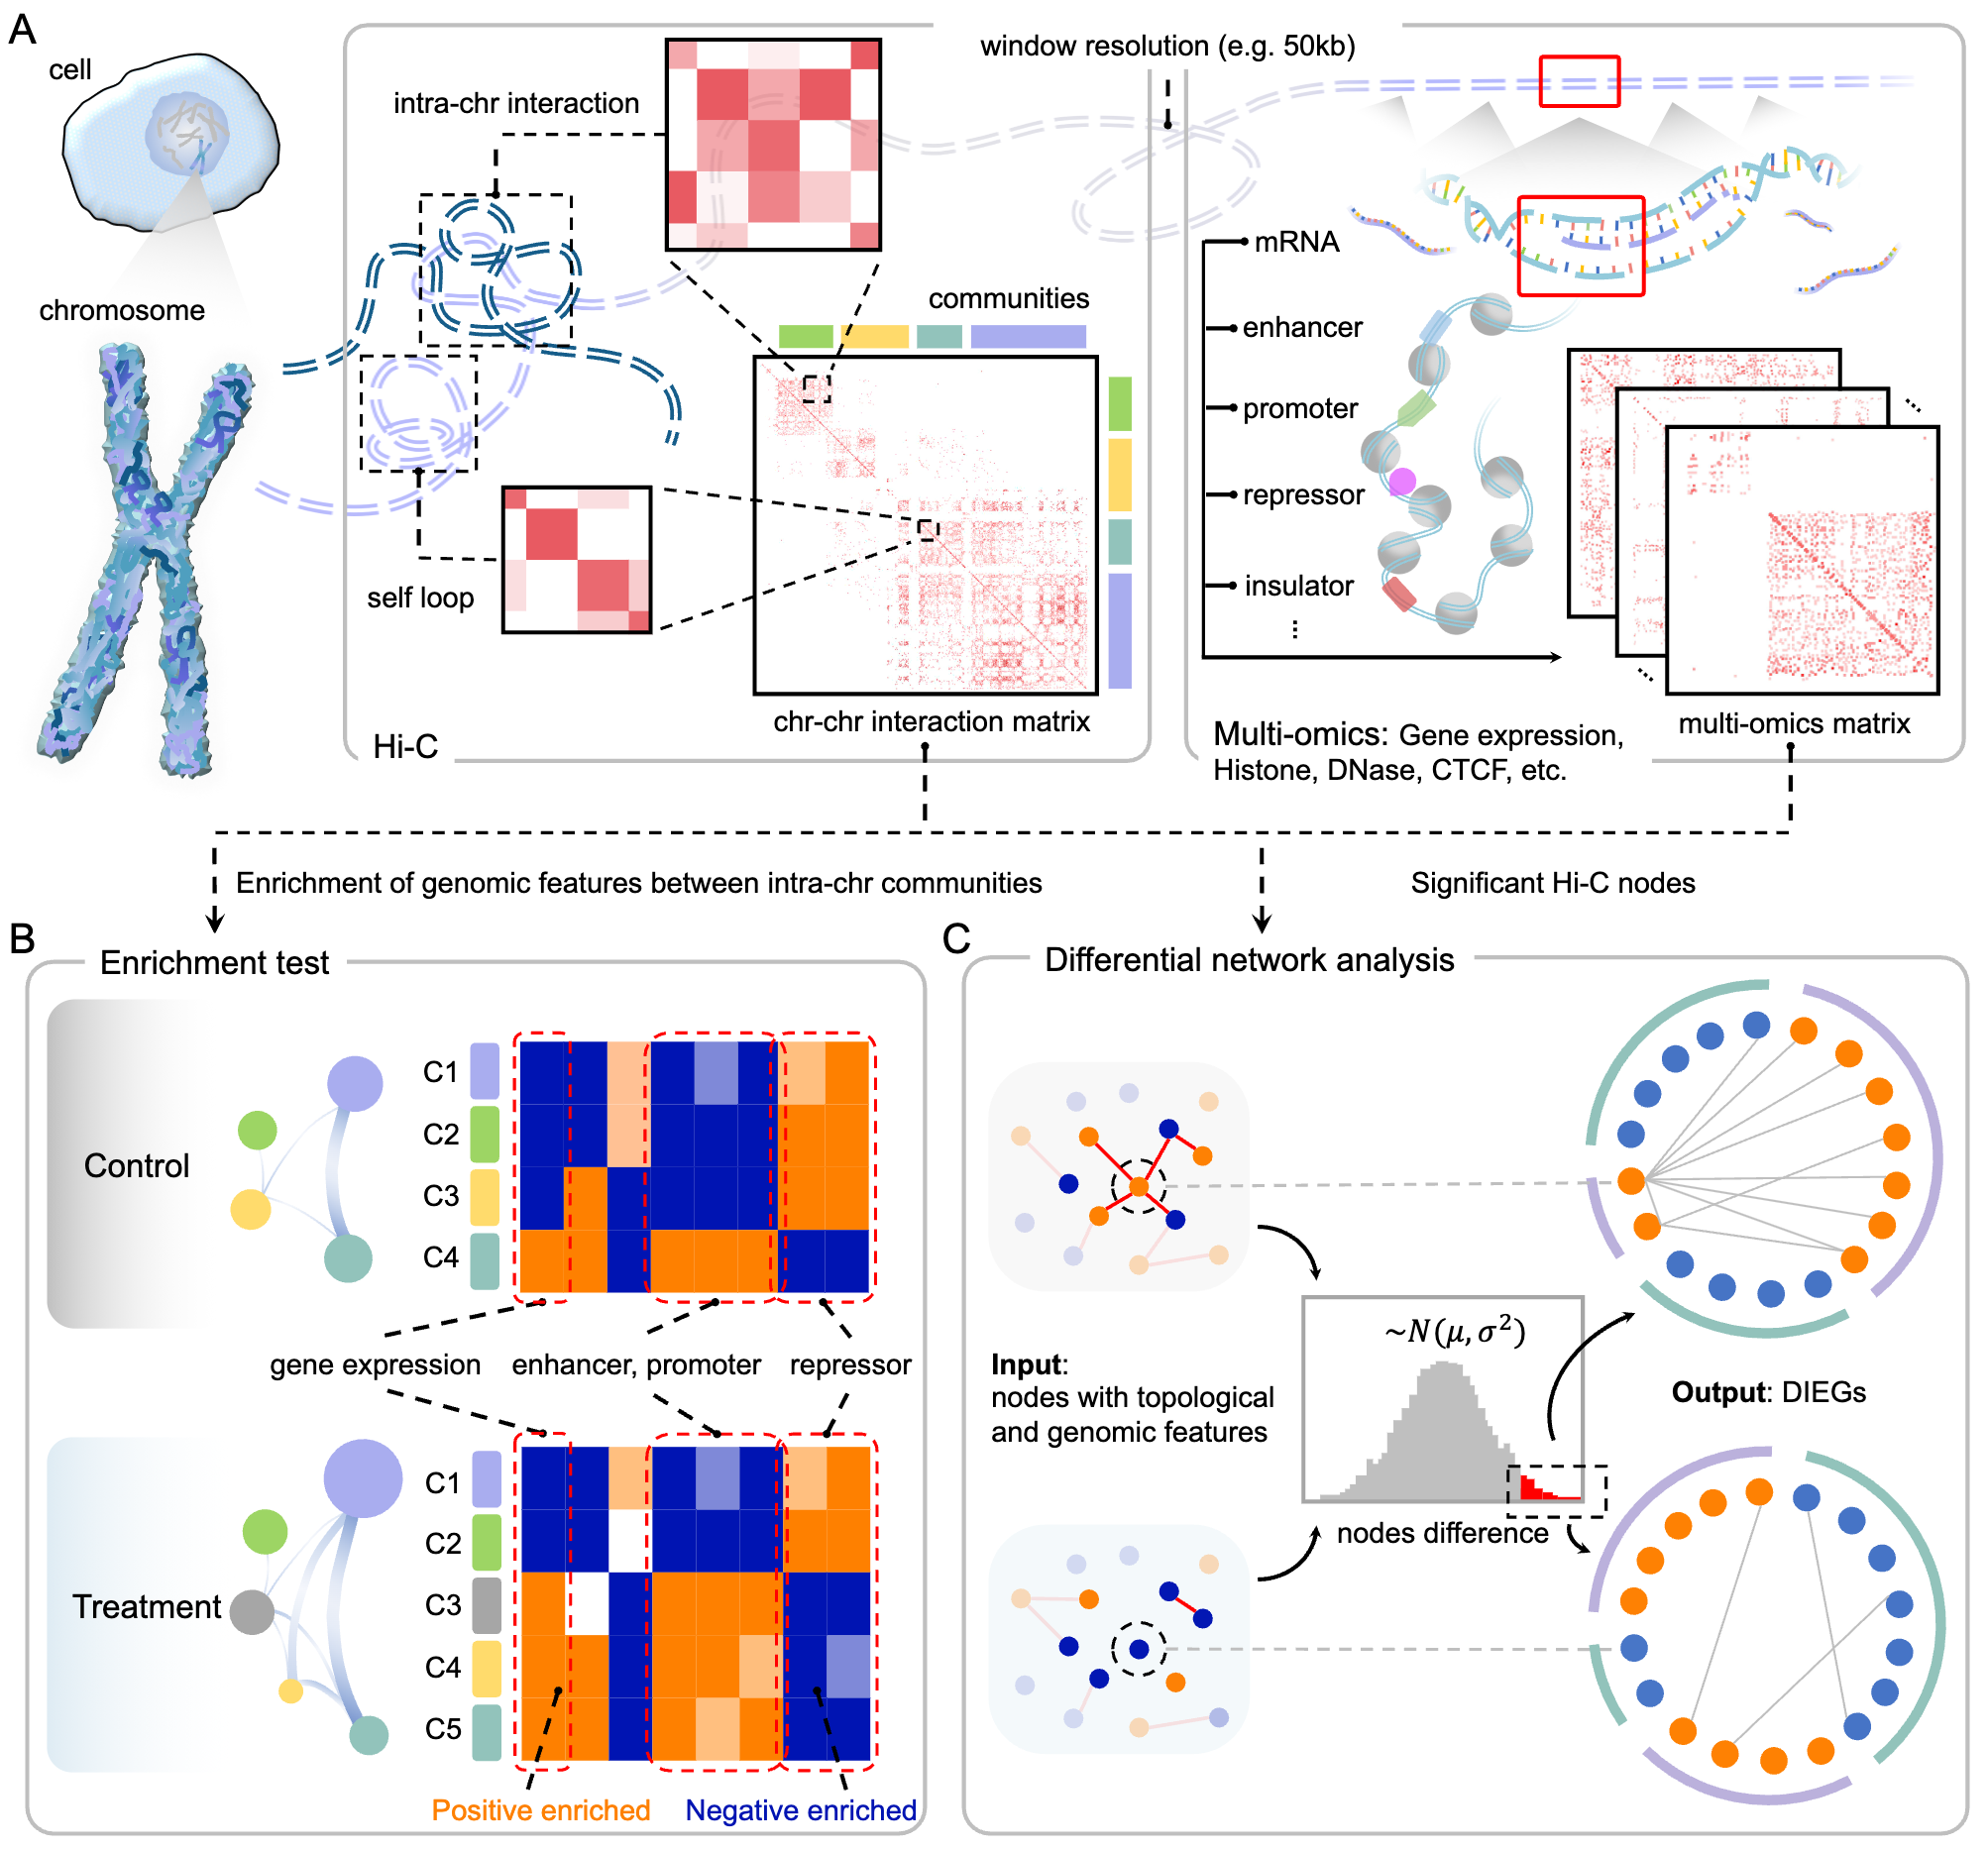 A
cell
chromosome
window resolution (e.g. 50kb)
intra-chr interaction
communities
self loop
chr-chr interaction matrix
Hi-C
mRNA
enhancer
promoter
repressor
insulator
Multi-omics: Gene expression,
Histone, DNase, CTCF, etc.
multi-omics matrix
Enrichment of genomic features between intra-chr communities
Significant Hi-C nodes
B
Enrichment test
Control
C1
C2
C3
C4
gene expression
enhancer, promoter
repressor
Treatment
C1
C2
C3
C4
C5
Positive enriched
Negative enriched
C
Differential network analysis
Input:
nodes with topological
and genomic features
~N(μ, σ²)
nodes difference
Output: DIEGs